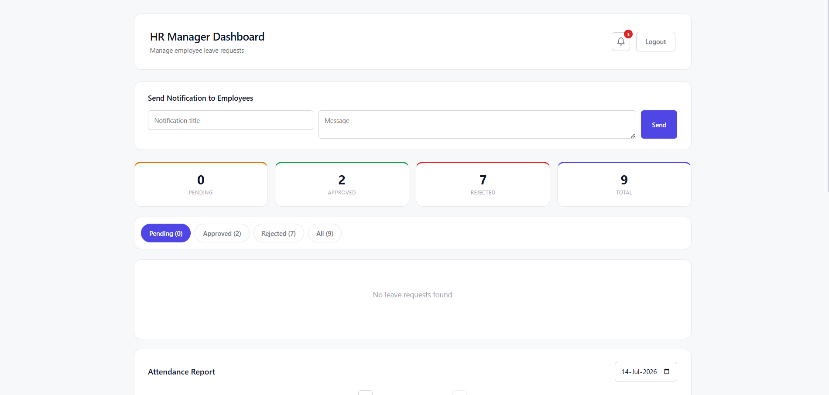 HR Manager Dashboard
Manage employee leave requests
Logout
Send Notification to Employees
Notification title
Message
Send
0
PENDING
2
APPROVED
7
REJECTED
9
TOTAL
Pending (0)
Approved (2)
Rejected (7)
All (9)
No leave requests found
Attendance Report
14-Jul-2026